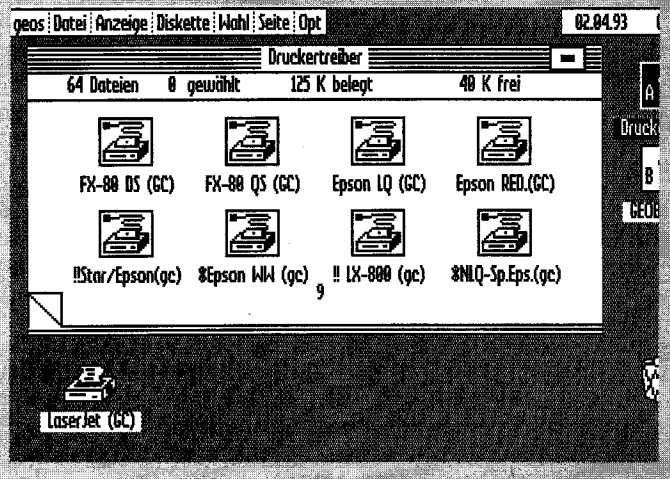 geos Datei Anzeige Diskette Wahl Seite Opt 02.04.93
Druckertreiber
64 Dateien 0 gewählt 125 K belegt 40 K frei
A
Druck
FX-80 DS (GC) FX-80 QS (GC) Epson LQ (GC) Epson RED.(GC)
B
GEOB
!!Star/Epson(gc) *Epson WW (gc) !! LX-800 (gc) *NLQ-Sp.Eps.(gc)
9
LaserJet (GC)